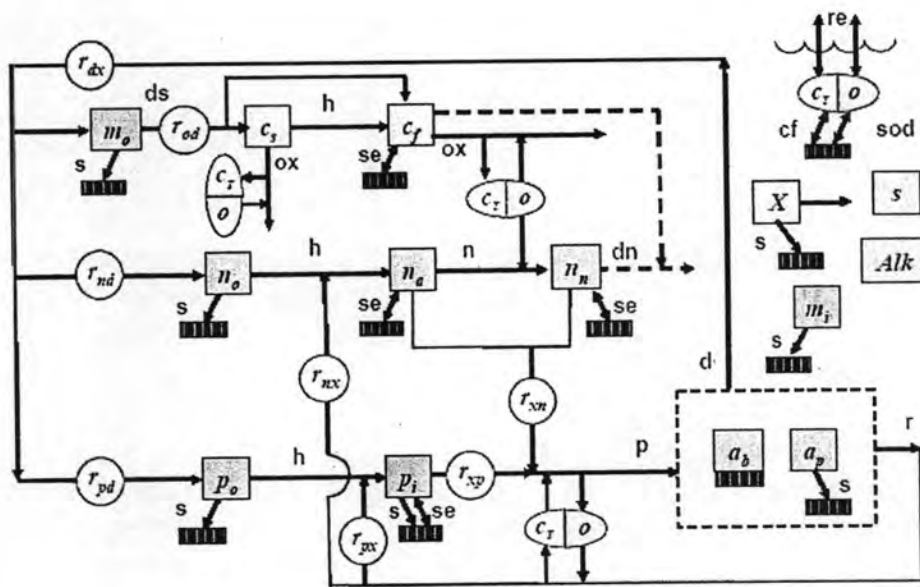 re
r_dx
ds
h
c_T o
m_o
r_od
c_s
c_f
cf
sod
s
ox
se
ox
c_T
o
c_T o
X
s
s
h
n
dn
Alk
r_nd
n_o
n_a
n_n
s
se
se
m_i
s
d
r_nx
r_xn
r
p
h
a_b
a_p
r_pd
p_o
p_i
r_xp
s
s
s
se
r_px
c_T o